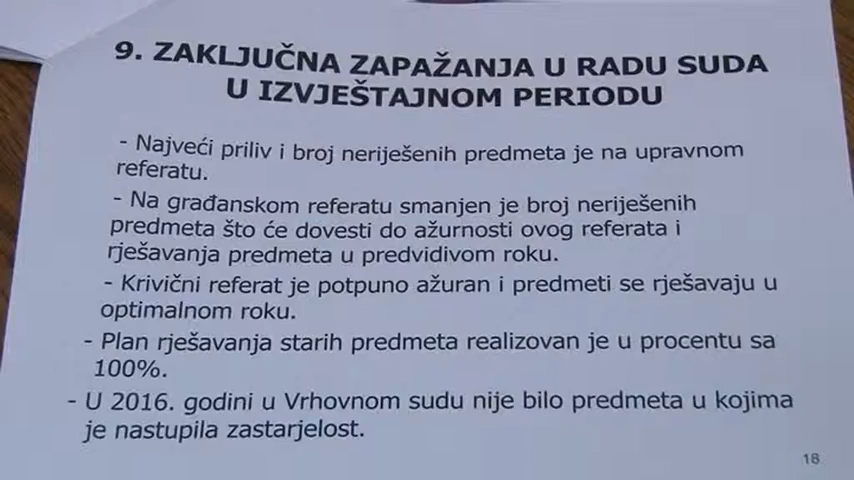 9. ZAKLJUČNA ZAPAŽANJA U RADU SUDA
U IZVJEŠTAJNOM PERIODU
- Najveći priliv i broj neriješenih predmeta je na upravnom
referatu.
- Na građanskom referatu smanjen je broj neriješenih
predmeta što će dovesti do ažurnosti ovog referata i
rješavanja predmeta u predvidivom roku.
- Krivični referat je potpuno ažuran i predmeti se rješavaju u
optimalnom roku.
- Plan rješavanja starih predmeta realizovan je u procentu sa
100%.
- U 2016. godini u Vrhovnom sudu nije bilo predmeta u kojima
je nastupila zastarjelost.
18